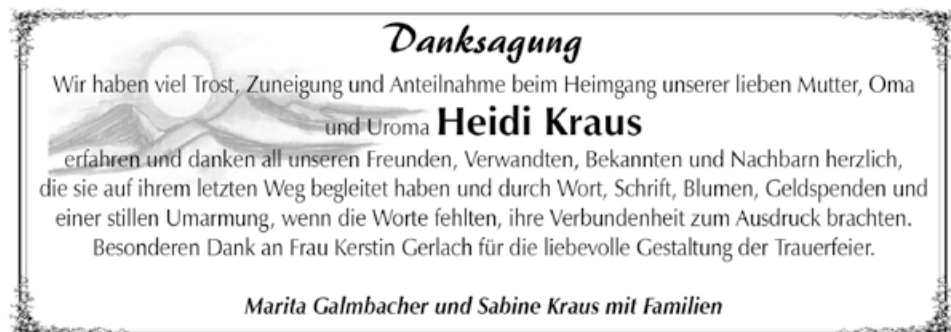 Danksagung
Wir haben viel Trost, Zuneigung und Anteilnahme beim Heimgang unserer lieben Mutter, Oma
und Uroma Heidi Kraus
erfahren und danken all unseren Freunden, Verwandten, Bekannten und Nachbarn herzlich,
die sie auf ihrem letzten Weg begleitet haben und durch Wort, Schrift, Blumen, Geldspenden und
einer stillen Umarmung, wenn die Worte fehlten, ihre Verbundenheit zum Ausdruck brachten.
Besonderen Dank an Frau Kerstin Gerlach für die liebevolle Gestaltung der Trauerfeier.
Marita Galmbacher und Sabine Kraus mit Familien